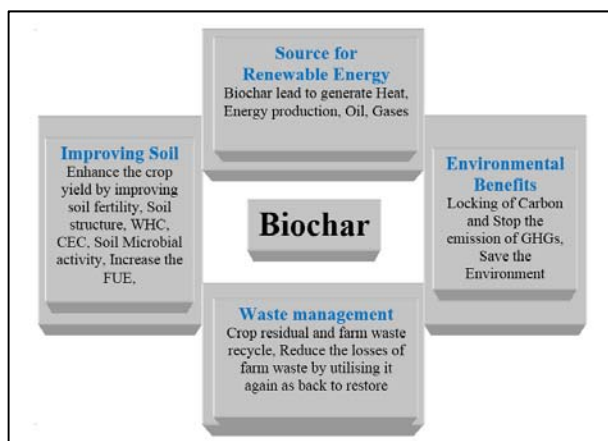 Source for
Renewable Energy
Biochar lead to generate Heat,
Energy production, Oil, Gases
Improving Soil
Enhance the crop
yield by improving
soil fertility, Soil
structure, WHC,
CEC, Soil Microbial
activity, Increase the
FUE,
Biochar
Environmental
Benefits
Locking of Carbon
and Stop the
emission of GHGs,
Save the
Environment
Waste management
Crop residual and farm waste
recycle, Reduce the losses of
farm waste by utilising it
again as back to restore